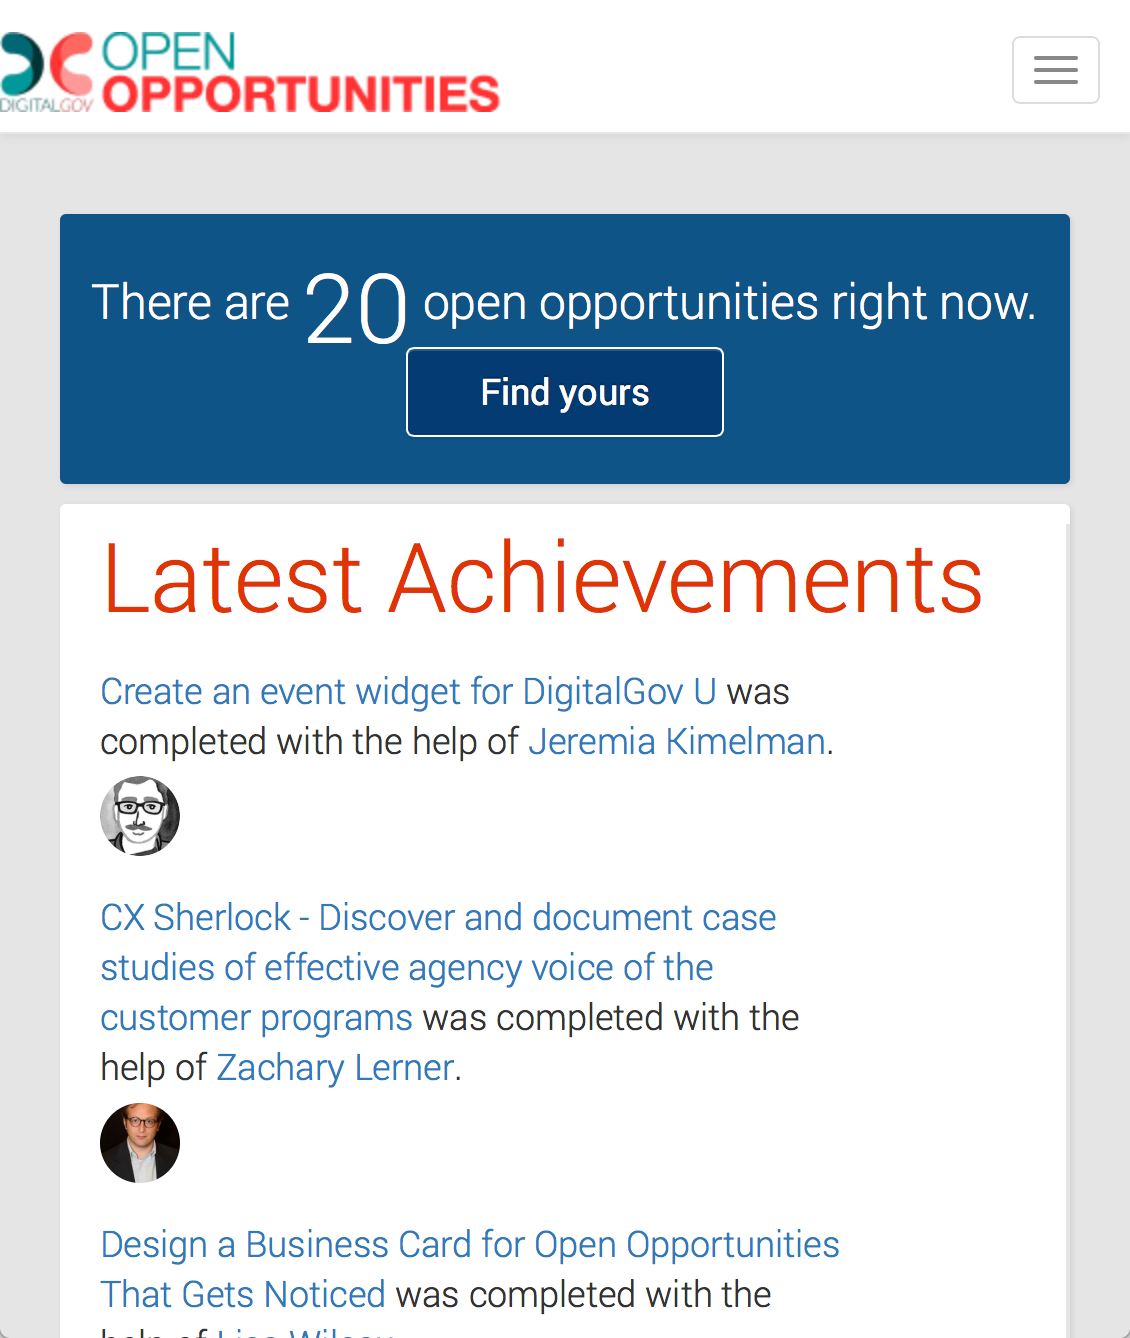 OPEN
OPPORTUNITIES
DIGITALGOV
There are 20 open opportunities right now.
Find yours
Latest Achievements
Create an event widget for DigitalGov U was
completed with the help of Jeremia Kimelman.
CX Sherlock - Discover and document case
studies of effective agency voice of the
customer programs was completed with the
help of Zachary Lerner.
Design a Business Card for Open Opportunities
That Gets Noticed was completed with the
help of Lisa